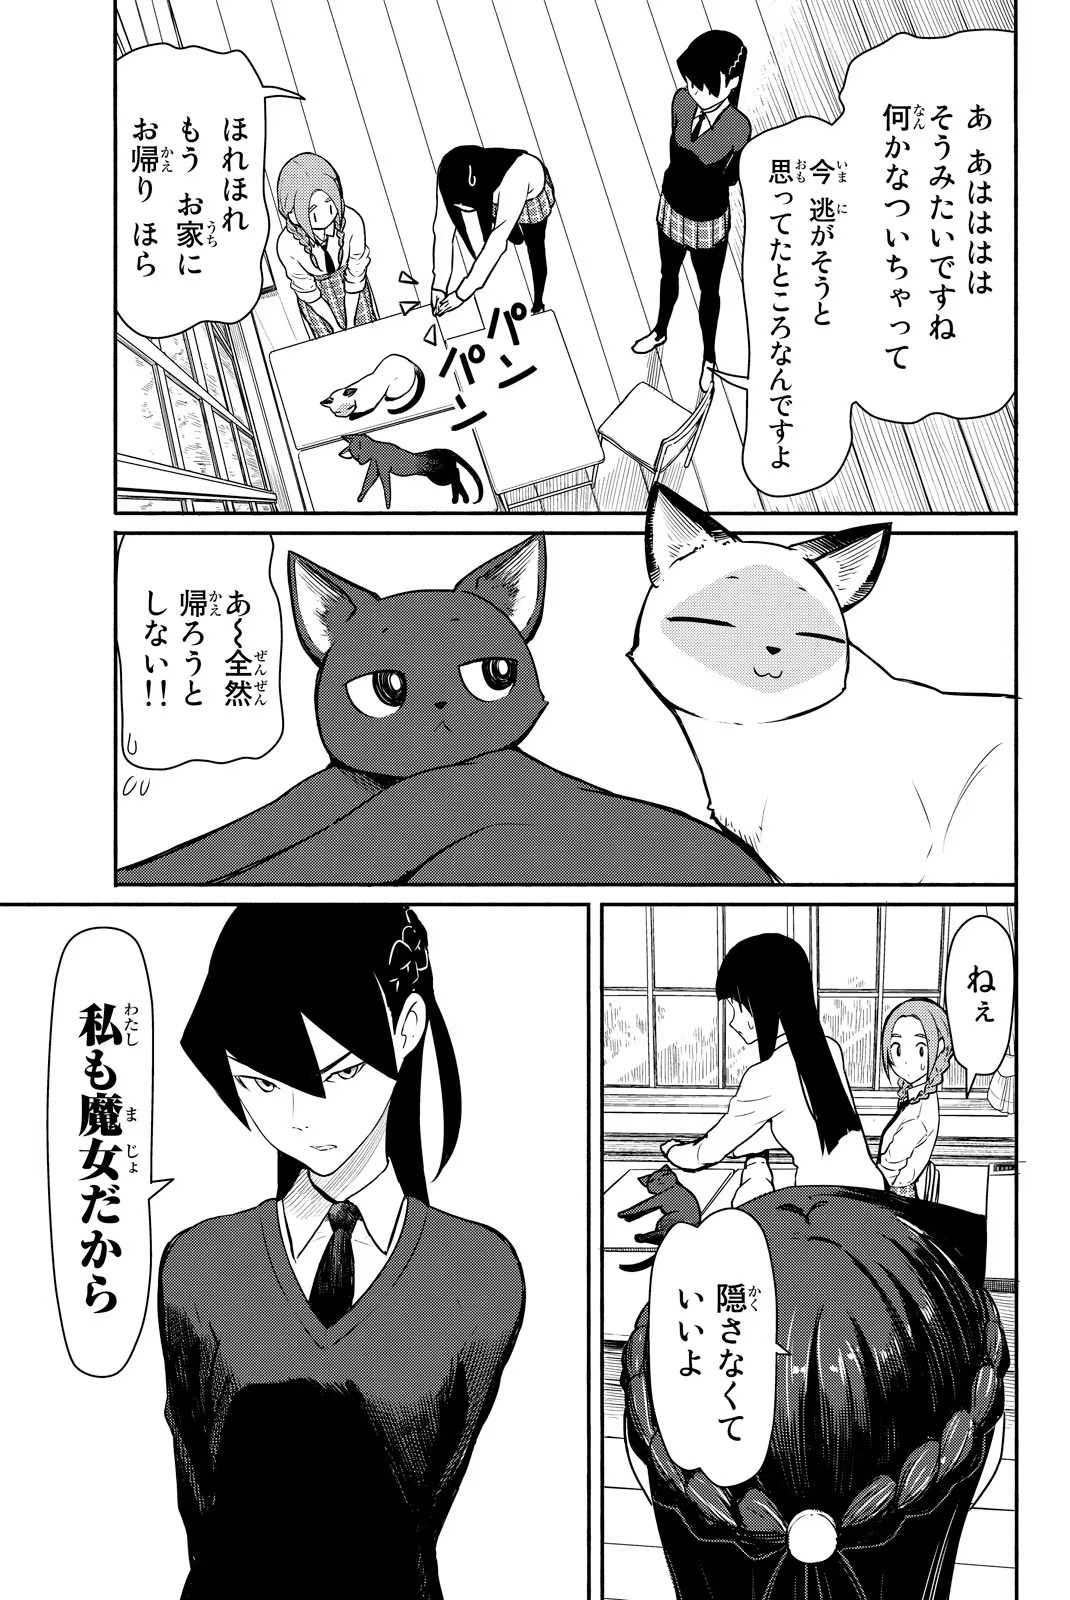 あ あはははは
そうみたいですね
何かなついちゃって
今 逃がそうと
思ってたところなんですよ
パン
パン
ほれほれ
もう お家に
お帰り ほら
あ〜全然
帰ろうと
しない!!
ねぇ
隠さなくて
いいよ
私も魔女だから